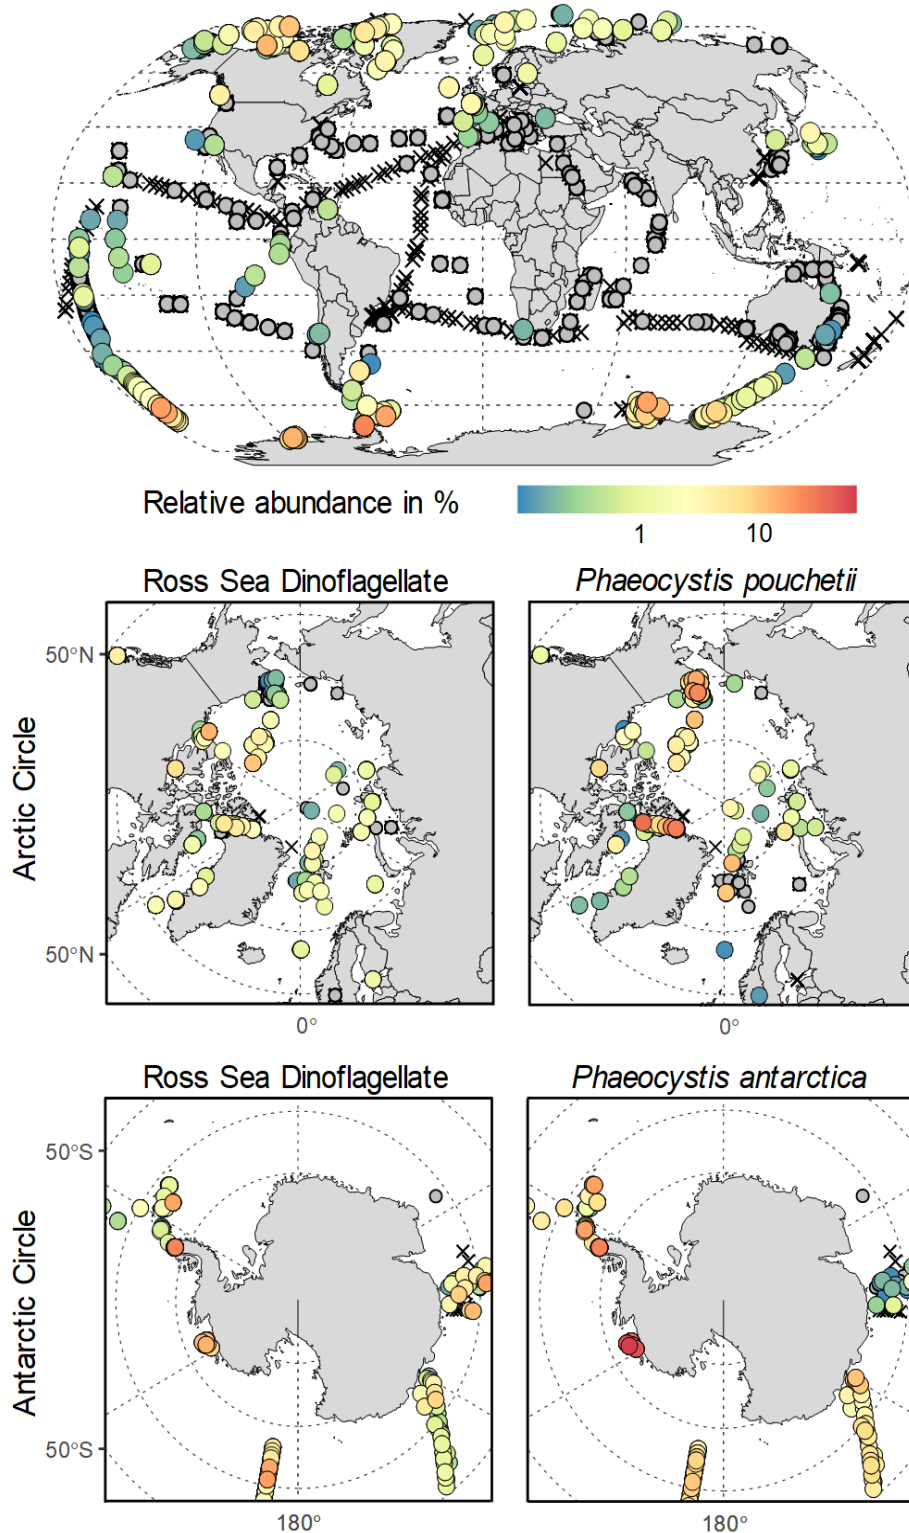 Relative abundance in %
1 10
Ross Sea Dinoflagellate
Phaeocystis pouchetii
Arctic Circle
50°N
50°N
0°
0°
Ross Sea Dinoflagellate
Phaeocystis antarctica
Antarctic Circle
50°S
50°S
180°
180°